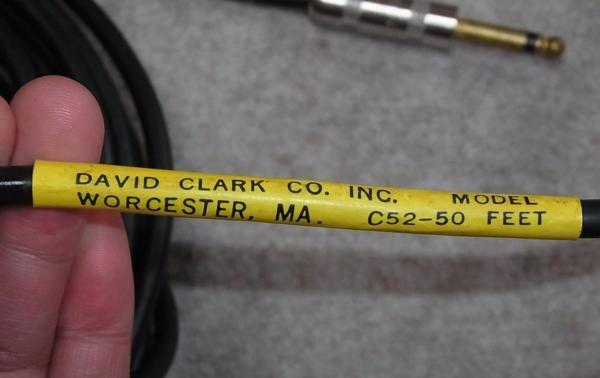 DAVID CLARK CO. INC. MODEL
WORCESTER, MA. C52-50 FEET